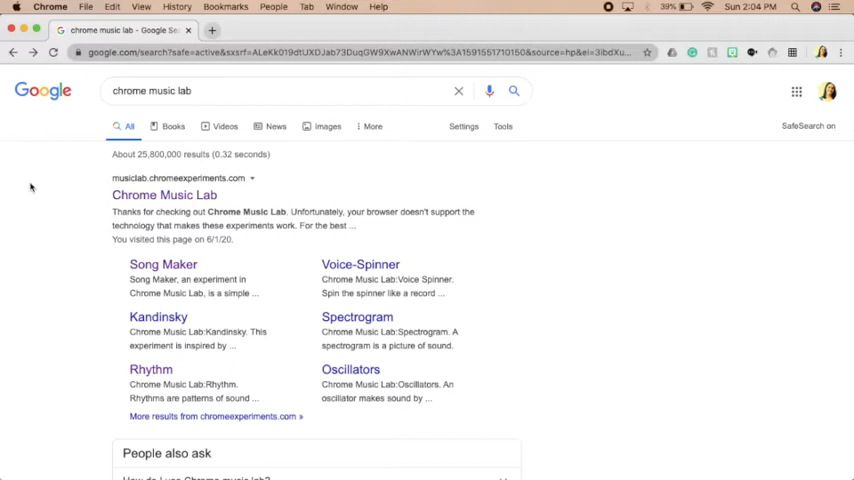 Chrome File Edit View History Bookmarks People Tab Window Help 39% Sun 2:04 PM
chrome music lab - Google Se
google.com/search?safe=active&sxsrf=ALeKk019dtUXDJab73DuqGW9XwANWirWYw%3A1591551710150&source=hp&ei=3ibdXu...
Google chrome music lab
All Books Videos News Images More Settings Tools SafeSearch on
About 25,800,000 results (0.32 seconds)
musiclab.chromeexperiments.com
Chrome Music Lab
Thanks for checking out Chrome Music Lab. Unfortunately, your browser doesn't support the
technology that makes these experiments work. For the best ...
You visited this page on 6/1/20.
Song Maker
Song Maker, an experiment in
Chrome Music Lab, is a simple ...
Voice-Spinner
Chrome Music Lab:Voice Spinner.
Spin the spinner like a record ...
Kandinsky
Chrome Music Lab:Kandinsky. This
experiment is inspired by ...
Spectrogram
Chrome Music Lab:Spectrogram. A
spectrogram is a picture of sound.
Rhythm
Chrome Music Lab:Rhythm.
Rhythms are patterns of sound ...
Oscillators
Chrome Music Lab:Oscillators. An
oscillator makes sound by ...
More results from chromeexperiments.com »
People also ask
How do I use Chrome music lab?